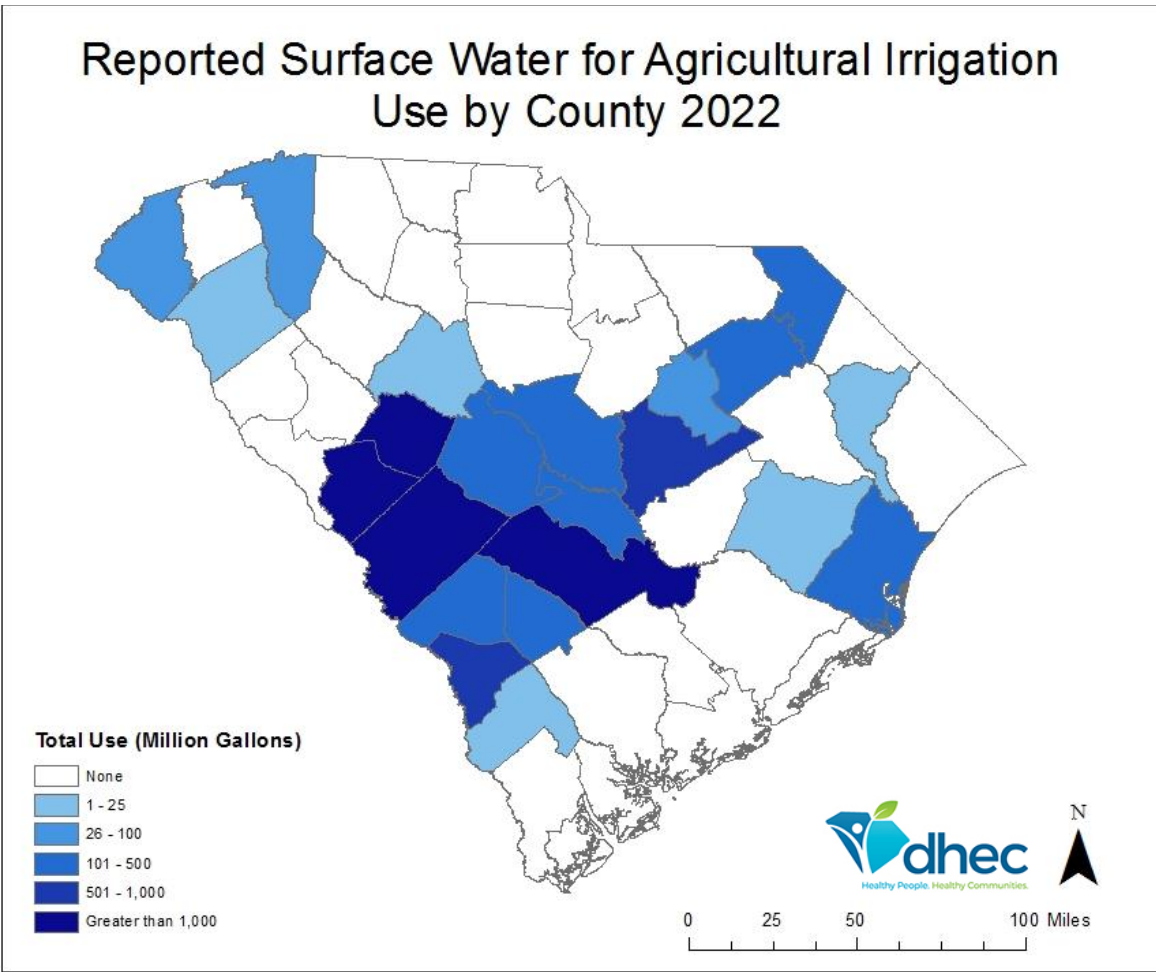 Reported Surface Water for Agricultural Irrigation
Use by County 2022
Total Use (Million Gallons)
None
1 - 25
26 - 100
101 - 500
501 - 1,000
Greater than 1,000
dhec
Healthy People. Healthy Communities.
N
0 25 50 100 Miles